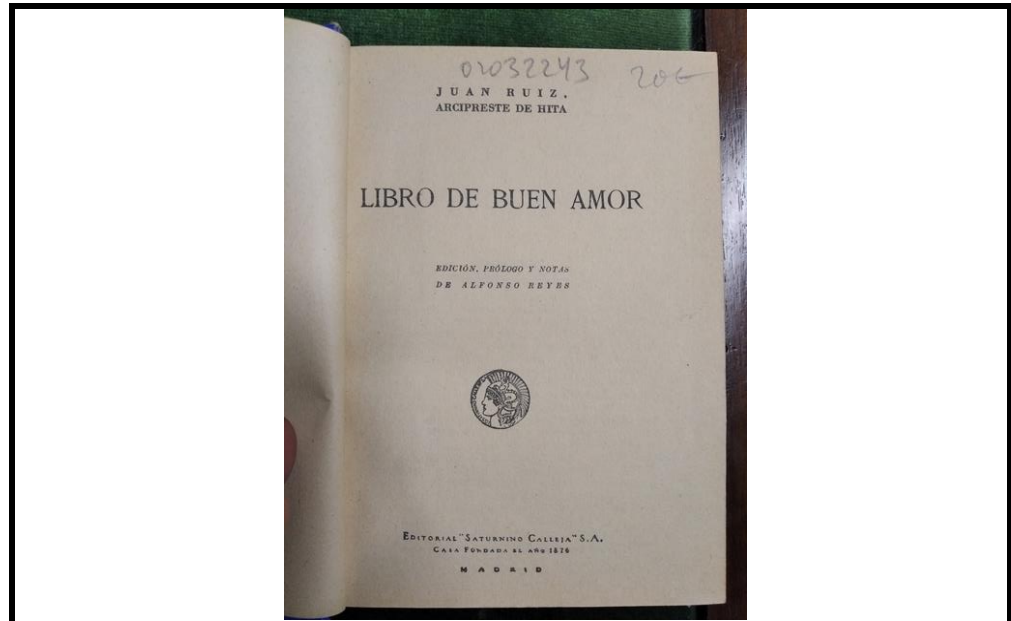 02032243 20€
JUAN RUIZ,
ARCIPRESTE DE HITA
LIBRO DE BUEN AMOR
EDICIÓN, PRÓLOGO Y NOTAS
DE ALFONSO REYES
EDITORIAL "SATURNINO CALLEJA" S.A.
CASA FUNDADA EL AÑO 1876
MADRID